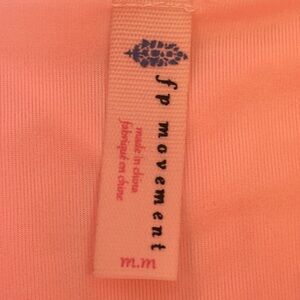 fp movement
made in china
fabriqué en chine
m.m